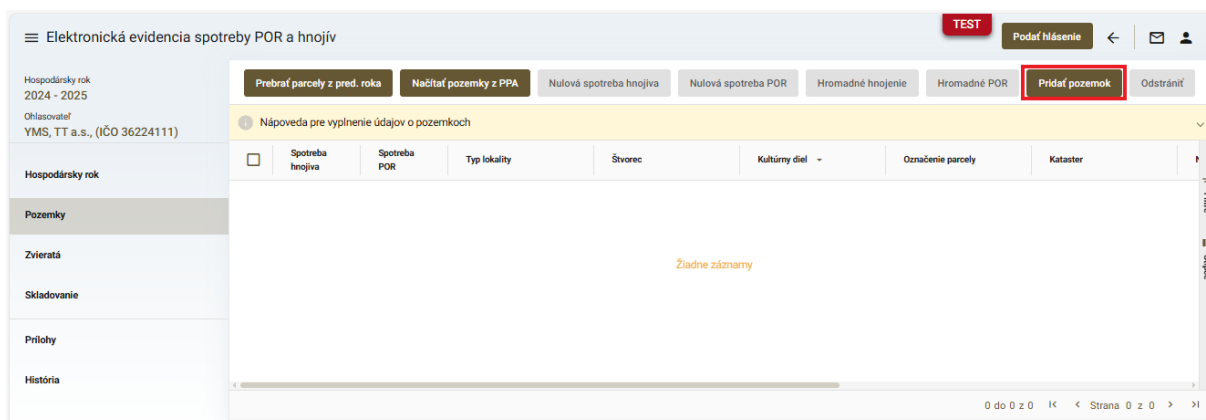 TEST
Elektronická evidencia spotreby POR a hnojív
Podať hlásenie
Hospodársky rok
2024 - 2025
Ohlasovateľ
YMS, TT a.s., (IČO 36224111)
Hospodársky rok
Pozemky
Zvieratá
Skladovanie
Prílohy
História
Prebrať parcely z pred. roka
Načítať pozemky z PPA
Nulová spotreba hnojiva
Nulová spotreba POR
Hromadné hnojenie
Hromadné POR
Pridať pozemok
Odstrániť
Nápoveda pre vyplnenie údajov o pozemkoch
Spotreba
hnojiva
Spotreba
POR
Typ lokality
Štvorec
Kultúrny diel
Označenie parcely
Kataster
Žiadne záznamy
0 do 0 z 0
Strana 0 z 0